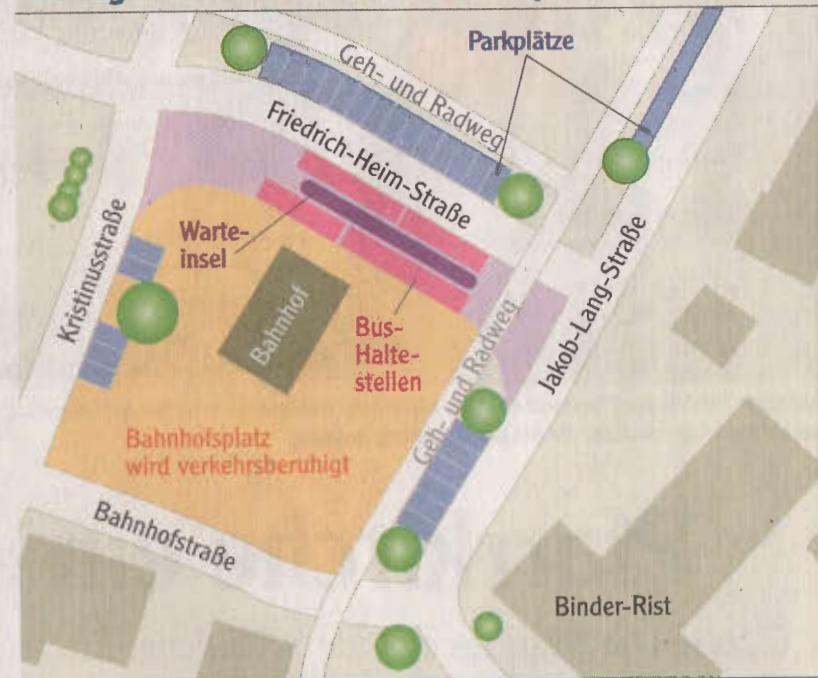 Parkplätze
Geh- und Radweg
Friedrich-Heim-Straße
Warte-
insel
Kristinusstraße
Bahnhof
Bus-
Halte-
stellen
Geh- und Radweg
Jakob-Lang-Straße
Bahnhofsplatz
wird verkehrsberuhigt
Bahnhofstraße
Binder-Rist